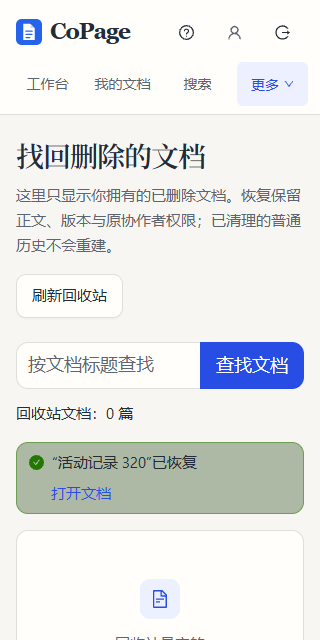 CoPage
工作台 我的文档 搜索 更多
找回删除的文档
这里只显示你拥有的已删除文档。恢复保留
正文、版本与原协作者权限；已清理的普通
历史不会重建。
刷新回收站
按文档标题查找 查找文档
回收站文档：0 篇
“活动记录 320”已恢复
打开文档